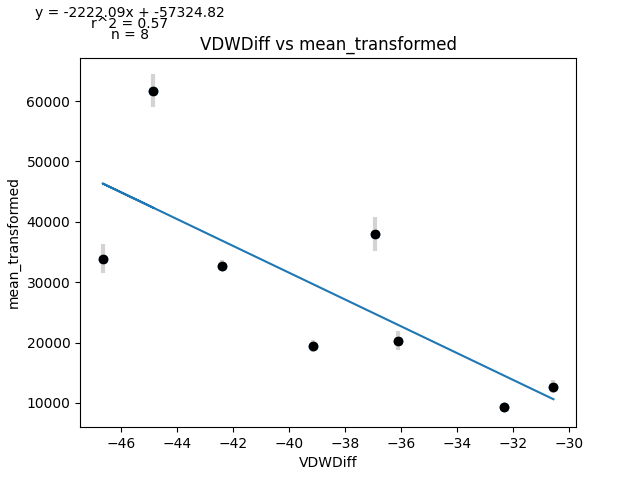 y = -2222.09x + -57324.82
r^2 = 0.57
n = 8
VDWDiff vs mean_transformed
mean_transformed
60000
50000
40000
30000
20000
10000
−46 −44 −42 −40 −38 −36 −34 −32 −30
VDWDiff